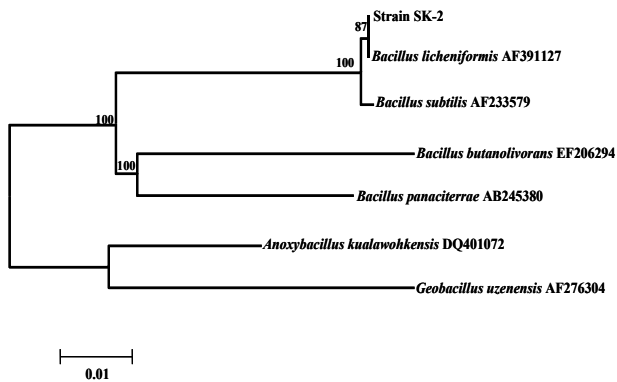 Strain SK-2
87
Bacillus licheniformis AF391127
100
Bacillus subtilis AF233579
100
Bacillus butanolivorans EF206294
100
Bacillus panaciterrae AB245380
Anoxybacillus kualawohkensis DQ401072
Geobacillus uzenensis AF276304
0.01